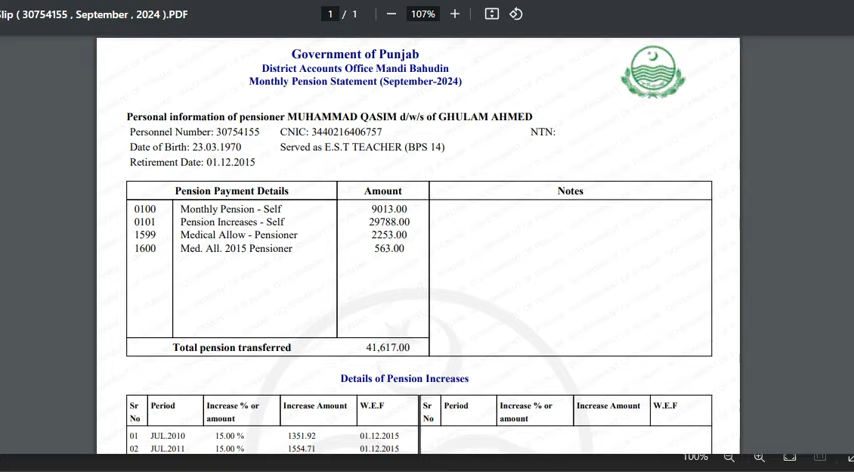 Slip ( 30754155 , September , 2024 ).PDF
1 / 1
107%
Government of Punjab
District Accounts Office Mandi Bahudin
Monthly Pension Statement (September-2024)
Personal information of pensioner MUHAMMAD QASIM d/w/s of GHULAM AHMED
Personnel Number: 30754155 CNIC: 3440216406757 NTN:
Date of Birth: 23.03.1970 Served as E.S.T TEACHER (BPS 14)
Retirement Date: 01.12.2015
Pension Payment Details Amount Notes
0100 Monthly Pension - Self 9013.00
0101 Pension Increases - Self 29788.00
1599 Medical Allow - Pensioner 2253.00
1600 Med. All. 2015 Pensioner 563.00
Total pension transferred 41,617.00
Details of Pension Increases
Sr No Period Increase % or amount Increase Amount W.E.F Sr No Period Increase % or amount Increase Amount W.E.F
01 JUL.2010 15.00 % 1351.92 01.12.2015
02 JUL.2011 15.00 % 1554.71 01.12.2015
100%